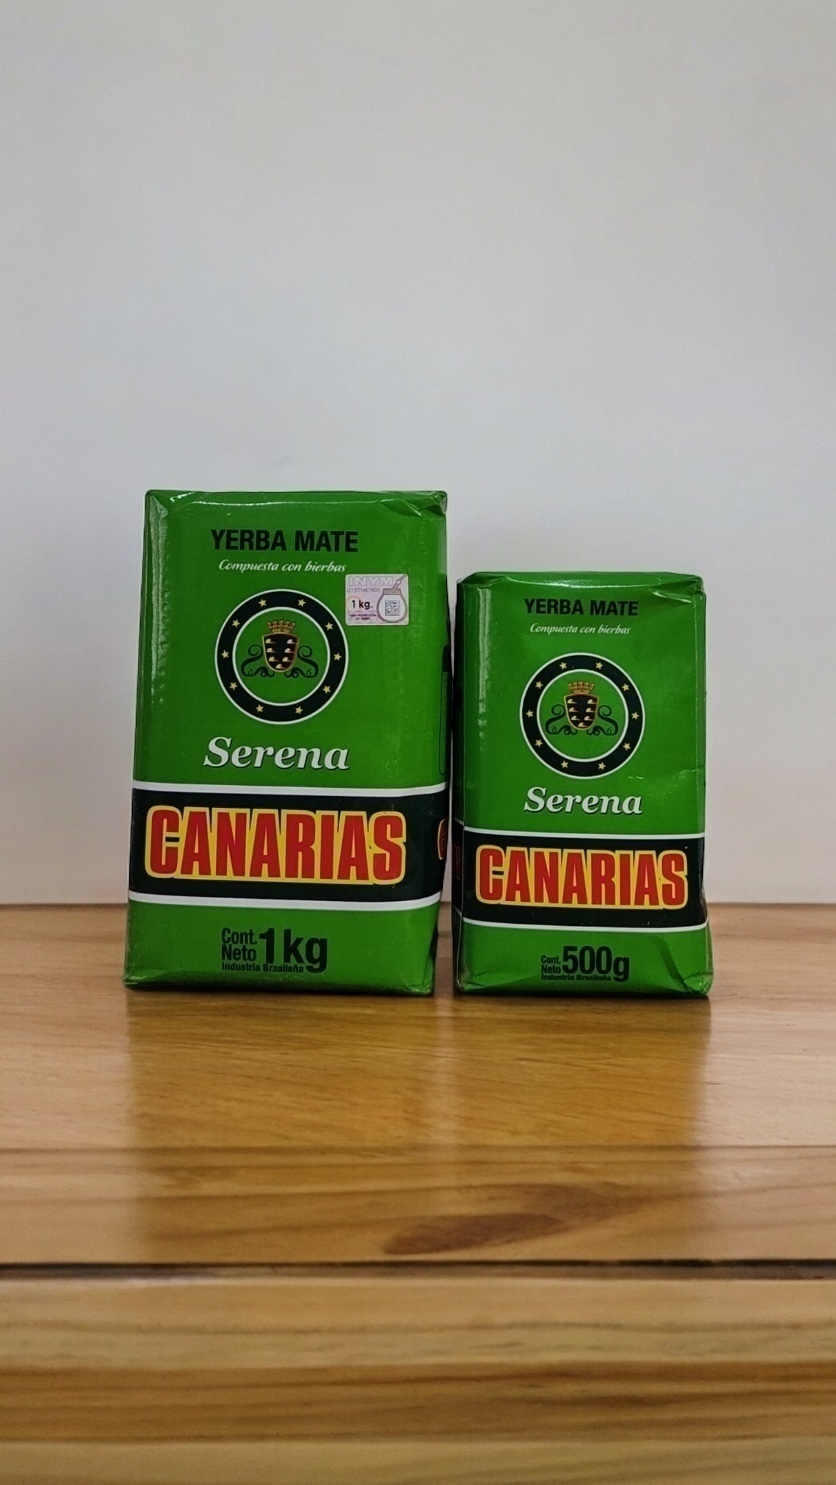 YERBA MATE
Compuesta con hierbas
INYM
1 kg.
Serena
CANARIAS
Cont.
Neto 1kg
Industria Brasileña
YERBA MATE
Compuesta con hierbas
Serena
CANARIAS
Cont.
Neto 500g
Industria Brasileña